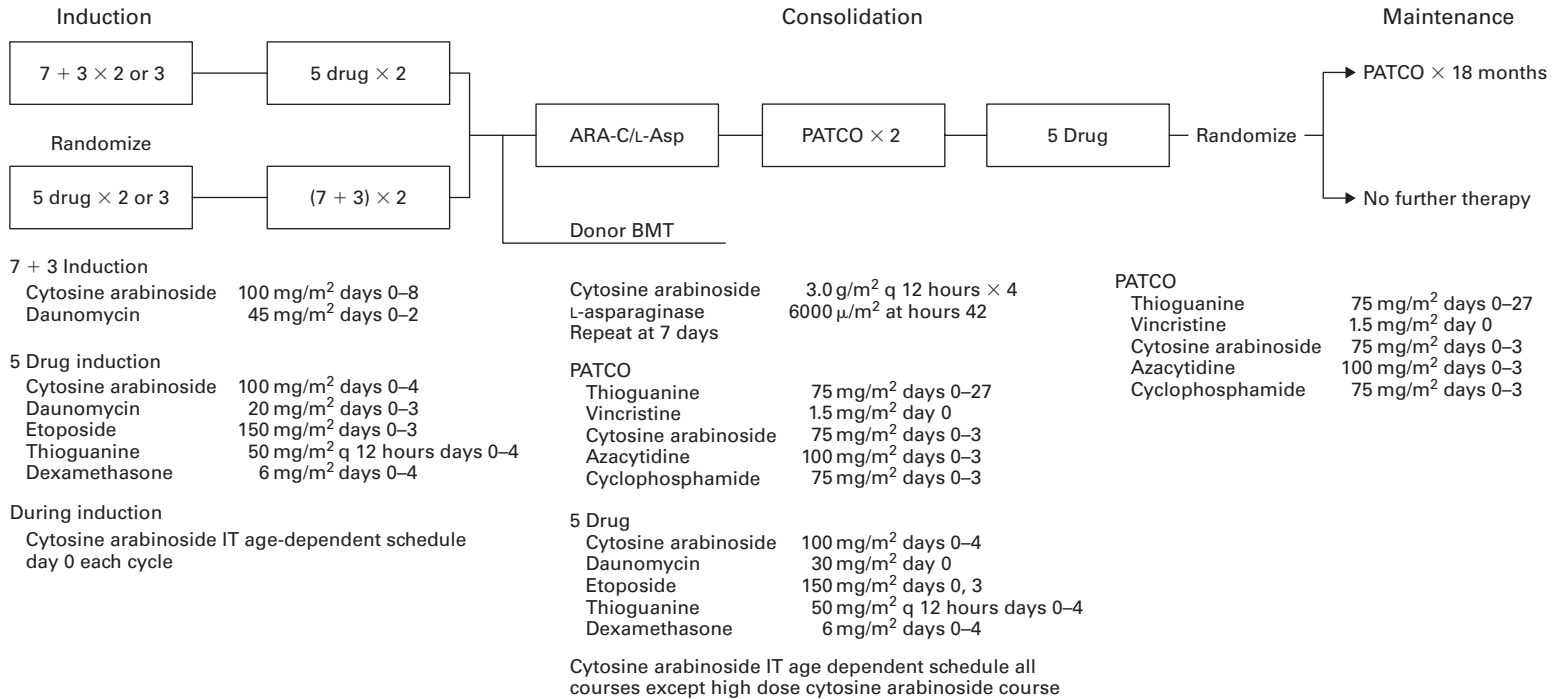 Induction
Consolidation
Maintenance
7 + 3 × 2 or 3
5 drug × 2
Randomize
5 drug × 2 or 3
(7 + 3) × 2
ARA-C/L-Asp
PATCO × 2
5 Drug
Randomize
PATCO × 18 months
No further therapy
Donor BMT
7 + 3 Induction
Cytosine arabinoside 100 mg/m² days 0–8
Daunomycin 45 mg/m² days 0–2
5 Drug induction
Cytosine arabinoside 100 mg/m² days 0–4
Daunomycin 20 mg/m² days 0–3
Etoposide 150 mg/m² days 0–3
Thioguanine 50 mg/m² q 12 hours days 0–4
Dexamethasone 6 mg/m² days 0–4
During induction
Cytosine arabinoside IT age-dependent schedule
day 0 each cycle
Cytosine arabinoside 3.0 g/m² q 12 hours × 4
L-asparaginase 6000 μ/m² at hours 42
Repeat at 7 days
PATCO
Thioguanine 75 mg/m² days 0–27
Vincristine 1.5 mg/m² day 0
Cytosine arabinoside 75 mg/m² days 0–3
Azacytidine 100 mg/m² days 0–3
Cyclophosphamide 75 mg/m² days 0–3
5 Drug
Cytosine arabinoside 100 mg/m² days 0–4
Daunomycin 30 mg/m² day 0
Etoposide 150 mg/m² days 0, 3
Thioguanine 50 mg/m² q 12 hours days 0–4
Dexamethasone 6 mg/m² days 0–4
Cytosine arabinoside IT age dependent schedule all
courses except high dose cytosine arabinoside course
PATCO
Thioguanine 75 mg/m² days 0–27
Vincristine 1.5 mg/m² day 0
Cytosine arabinoside 75 mg/m² days 0–3
Azacytidine 100 mg/m² days 0–3
Cyclophosphamide 75 mg/m² days 0–3